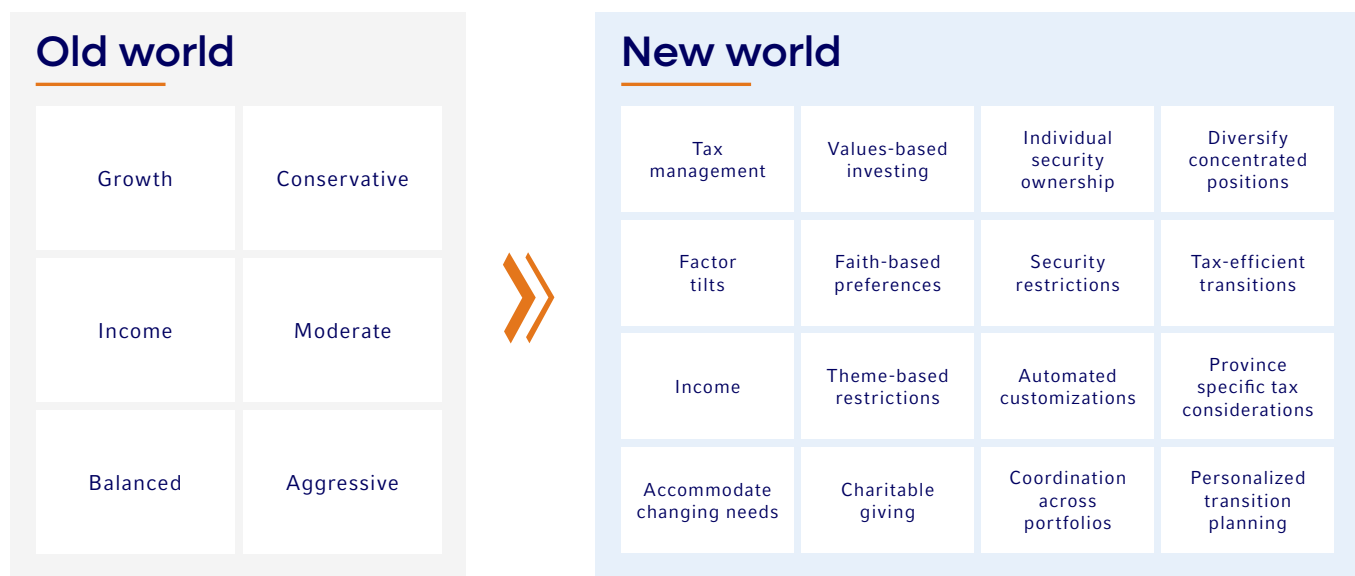 Old world
Growth
Conservative
Income
Moderate
Balanced
Aggressive
New world
Tax
management
Values-based
investing
Individual
security
ownership
Diversify
concentrated
positions
Factor
tilts
Faith-based
preferences
Security
restrictions
Tax-efficient
transitions
Income
Theme-based
restrictions
Automated
customizations
Province
specific tax
considerations
Accommodate
changing needs
Charitable
giving
Coordination
across
portfolios
Personalized
transition
planning